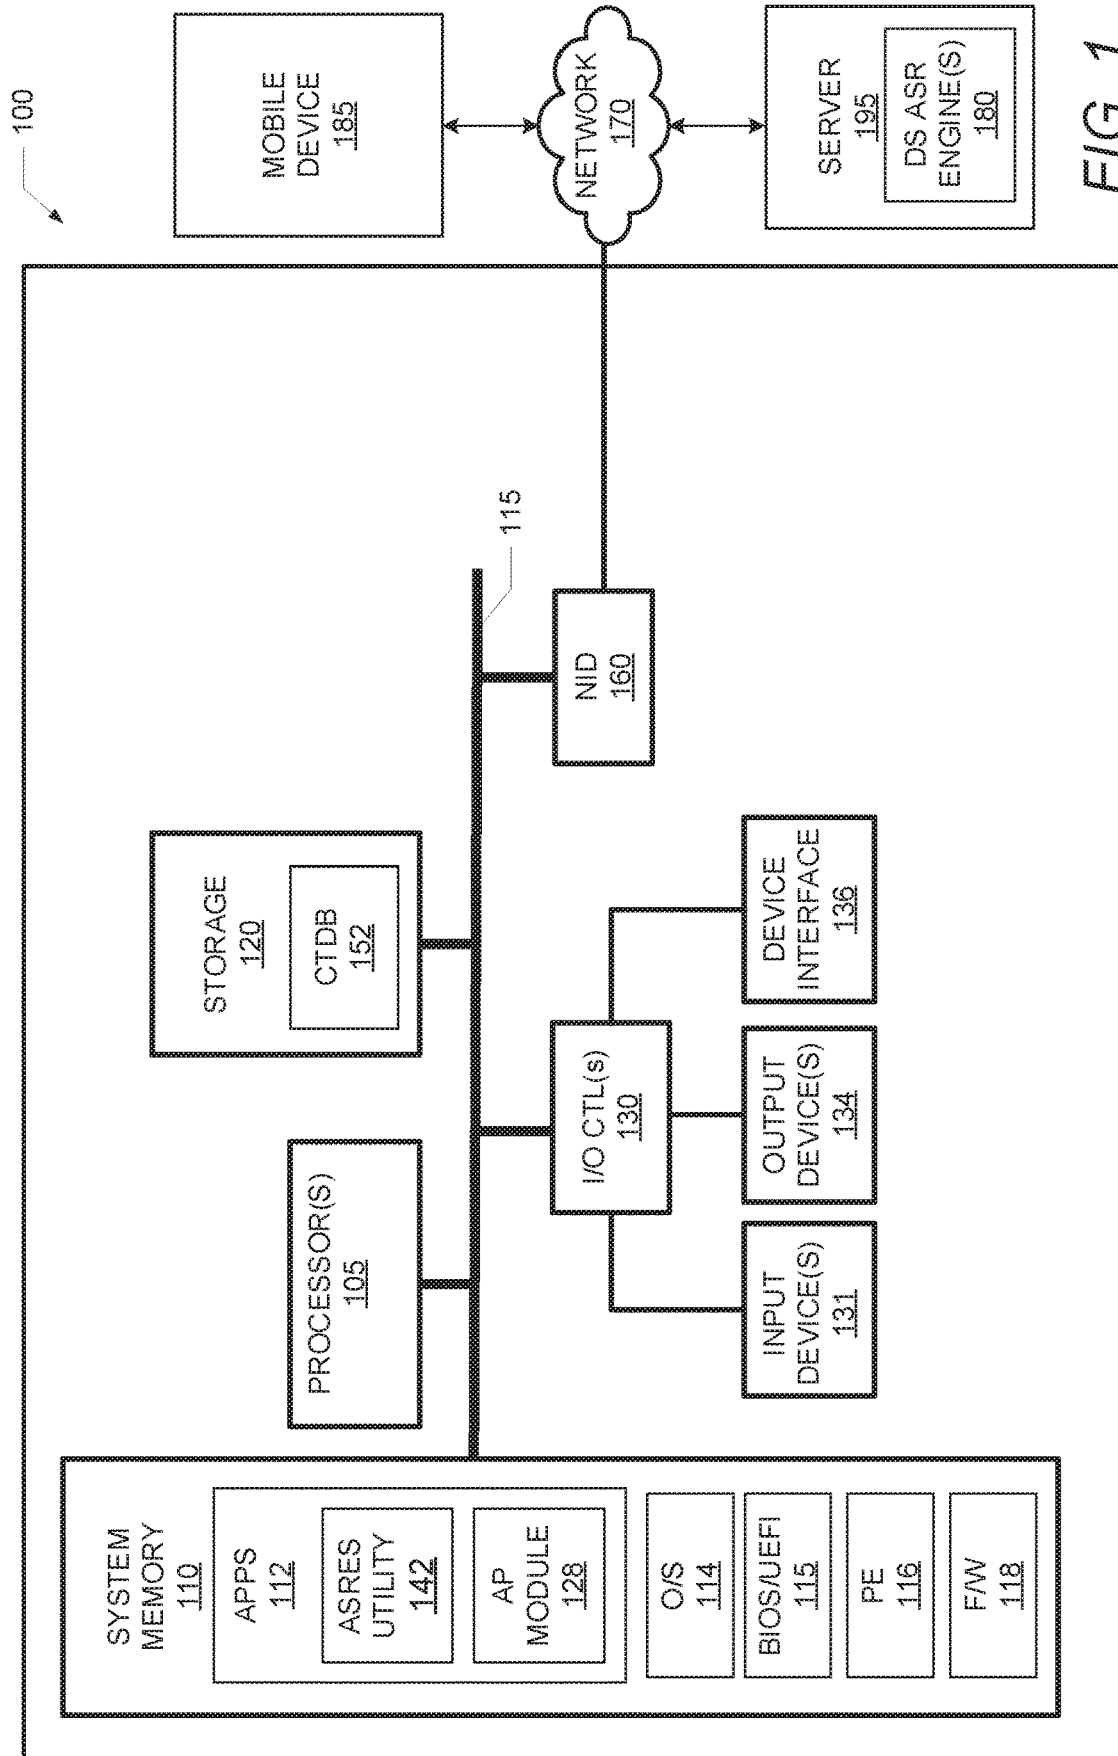 100
SYSTEM
MEMORY
110
APPS
112
ASRES
UTILITY
142
AP
MODULE
128
O/S
114
BIOS/UEFI
115
PE
116
F/W
118
PROCESSOR(S)
105
STORAGE
120
CTDB
152
115
I/O CTL(s)
130
INPUT
DEVICE(S)
131
OUTPUT
DEVICE(S)
134
DEVICE
INTERFACE
136
NID
160
MOBILE
DEVICE
185
NETWORK
170
SERVER
195
DS ASR
ENGINE(S)
180
FIG. 1